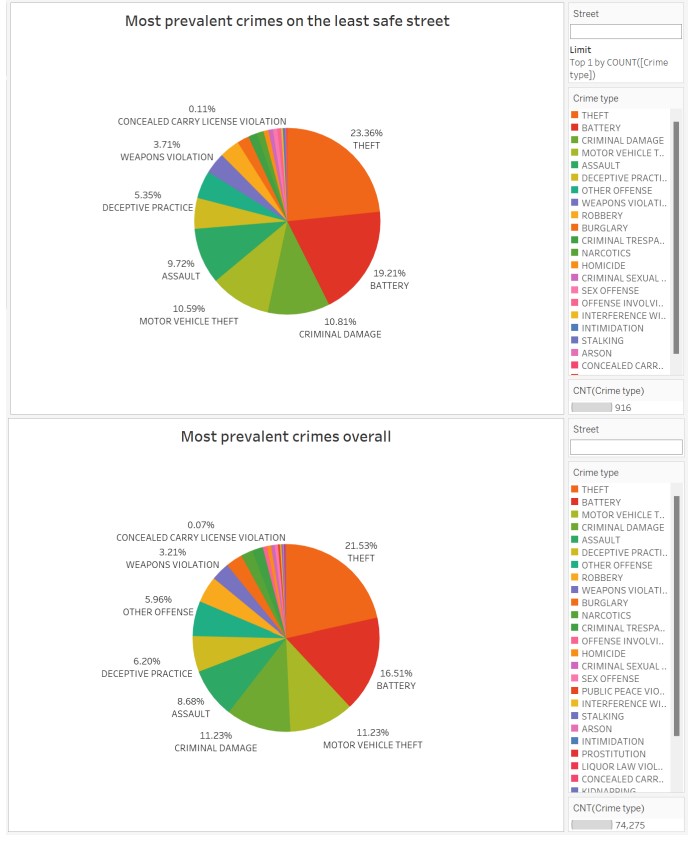 Most prevalent crimes on the least safe street
0.11%
CONCEALED CARRY LICENSE VIOLATION
3.71%
WEAPONS VIOLATION
5.35%
DECEPTIVE PRACTICE
9.72%
ASSAULT
10.59%
MOTOR VEHICLE THEFT
23.36%
THEFT
19.21%
BATTERY
10.81%
CRIMINAL DAMAGE
Street
Limit
Top 1 by COUNT([Crime
type])
Crime type
THEFT
BATTERY
CRIMINAL DAMAGE
MOTOR VEHICLE T..
ASSAULT
DECEPTIVE PRACTI..
OTHER OFFENSE
WEAPONS VIOLATI..
ROBBERY
BURGLARY
CRIMINAL TRESPA..
NARCOTICS
HOMICIDE
CRIMINAL SEXUAL ..
SEX OFFENSE
OFFENSE INVOLVI..
INTERFERENCE WI..
INTIMIDATION
STALKING
ARSON
CONCEALED CARR..
CNT(Crime type)
916
Most prevalent crimes overall
0.07%
CONCEALED CARRY LICENSE VIOLATION
3.21%
WEAPONS VIOLATION
5.96%
OTHER OFFENSE
6.20%
DECEPTIVE PRACTICE
8.68%
ASSAULT
11.23%
CRIMINAL DAMAGE
21.53%
THEFT
16.51%
BATTERY
11.23%
MOTOR VEHICLE THEFT
Street
Crime type
THEFT
BATTERY
MOTOR VEHICLE T..
CRIMINAL DAMAGE
ASSAULT
DECEPTIVE PRACTI..
OTHER OFFENSE
ROBBERY
WEAPONS VIOLATI..
BURGLARY
NARCOTICS
CRIMINAL TRESPA..
OFFENSE INVOLVI..
HOMICIDE
CRIMINAL SEXUAL ..
SEX OFFENSE
PUBLIC PEACE VIO..
INTERFERENCE WI..
STALKING
ARSON
INTIMIDATION
PROSTITUTION
LIQUOR LAW VIOL..
CONCEALED CARR..
KIDNAPPING
CNT(Crime type)
74,275